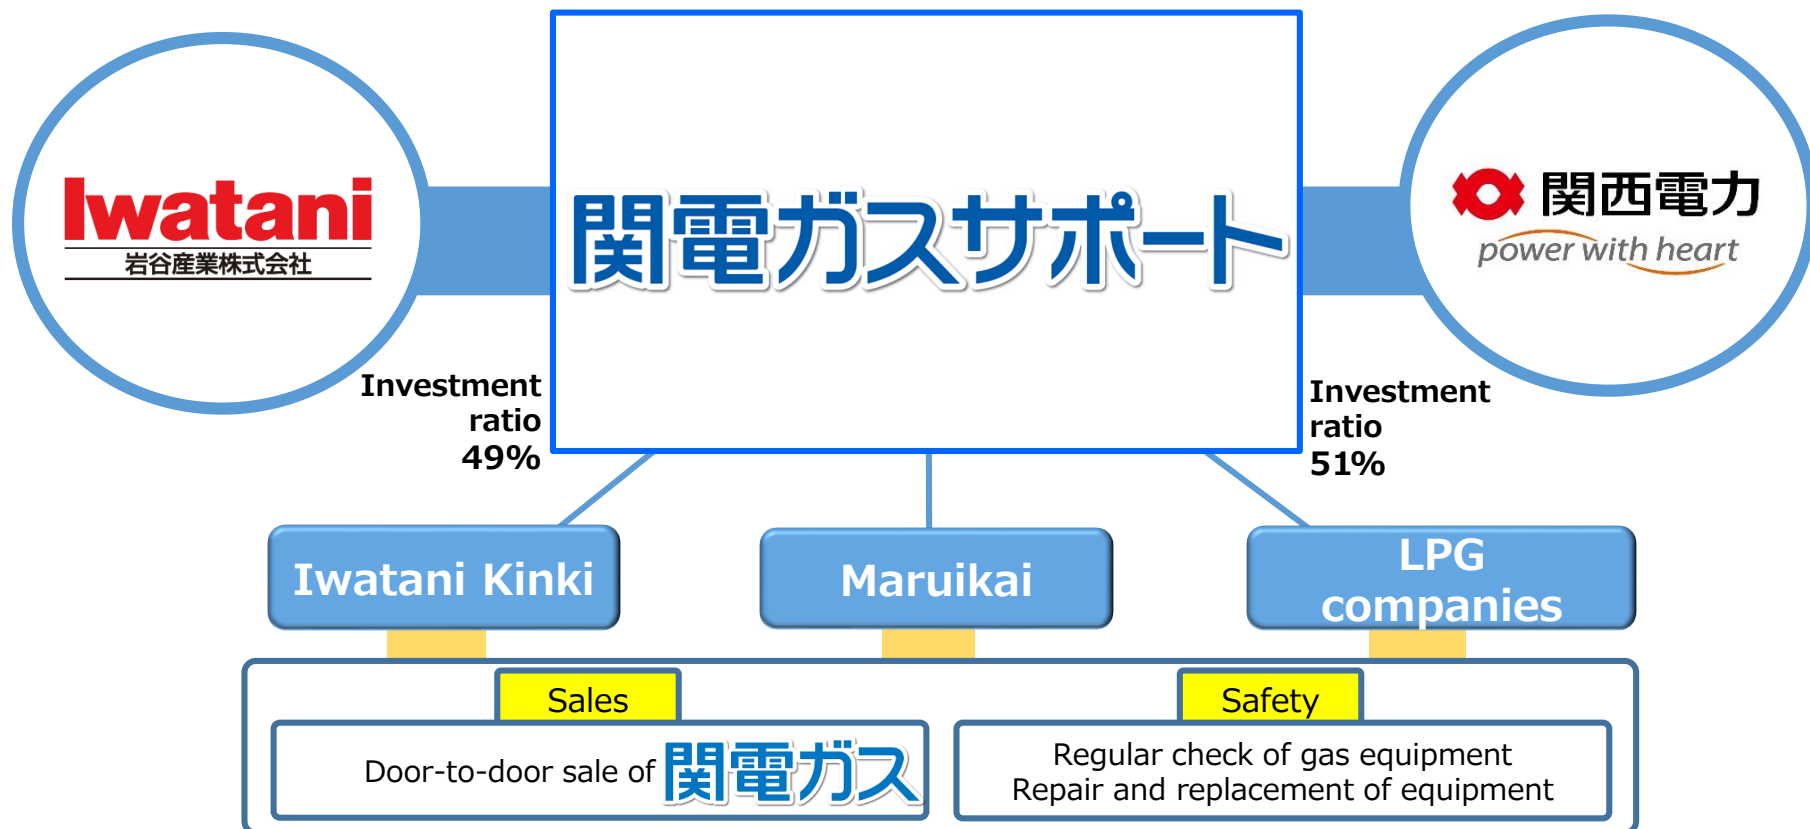 Iwatani
岩谷産業株式会社
関電ガスサポート
関西電力
power with heart
Investment
ratio
49%
Investment
ratio
51%
Iwatani Kinki
Maruikai
LPG
companies
Sales
Door-to-door sale of 関電ガス
Safety
Regular check of gas equipment
Repair and replacement of equipment